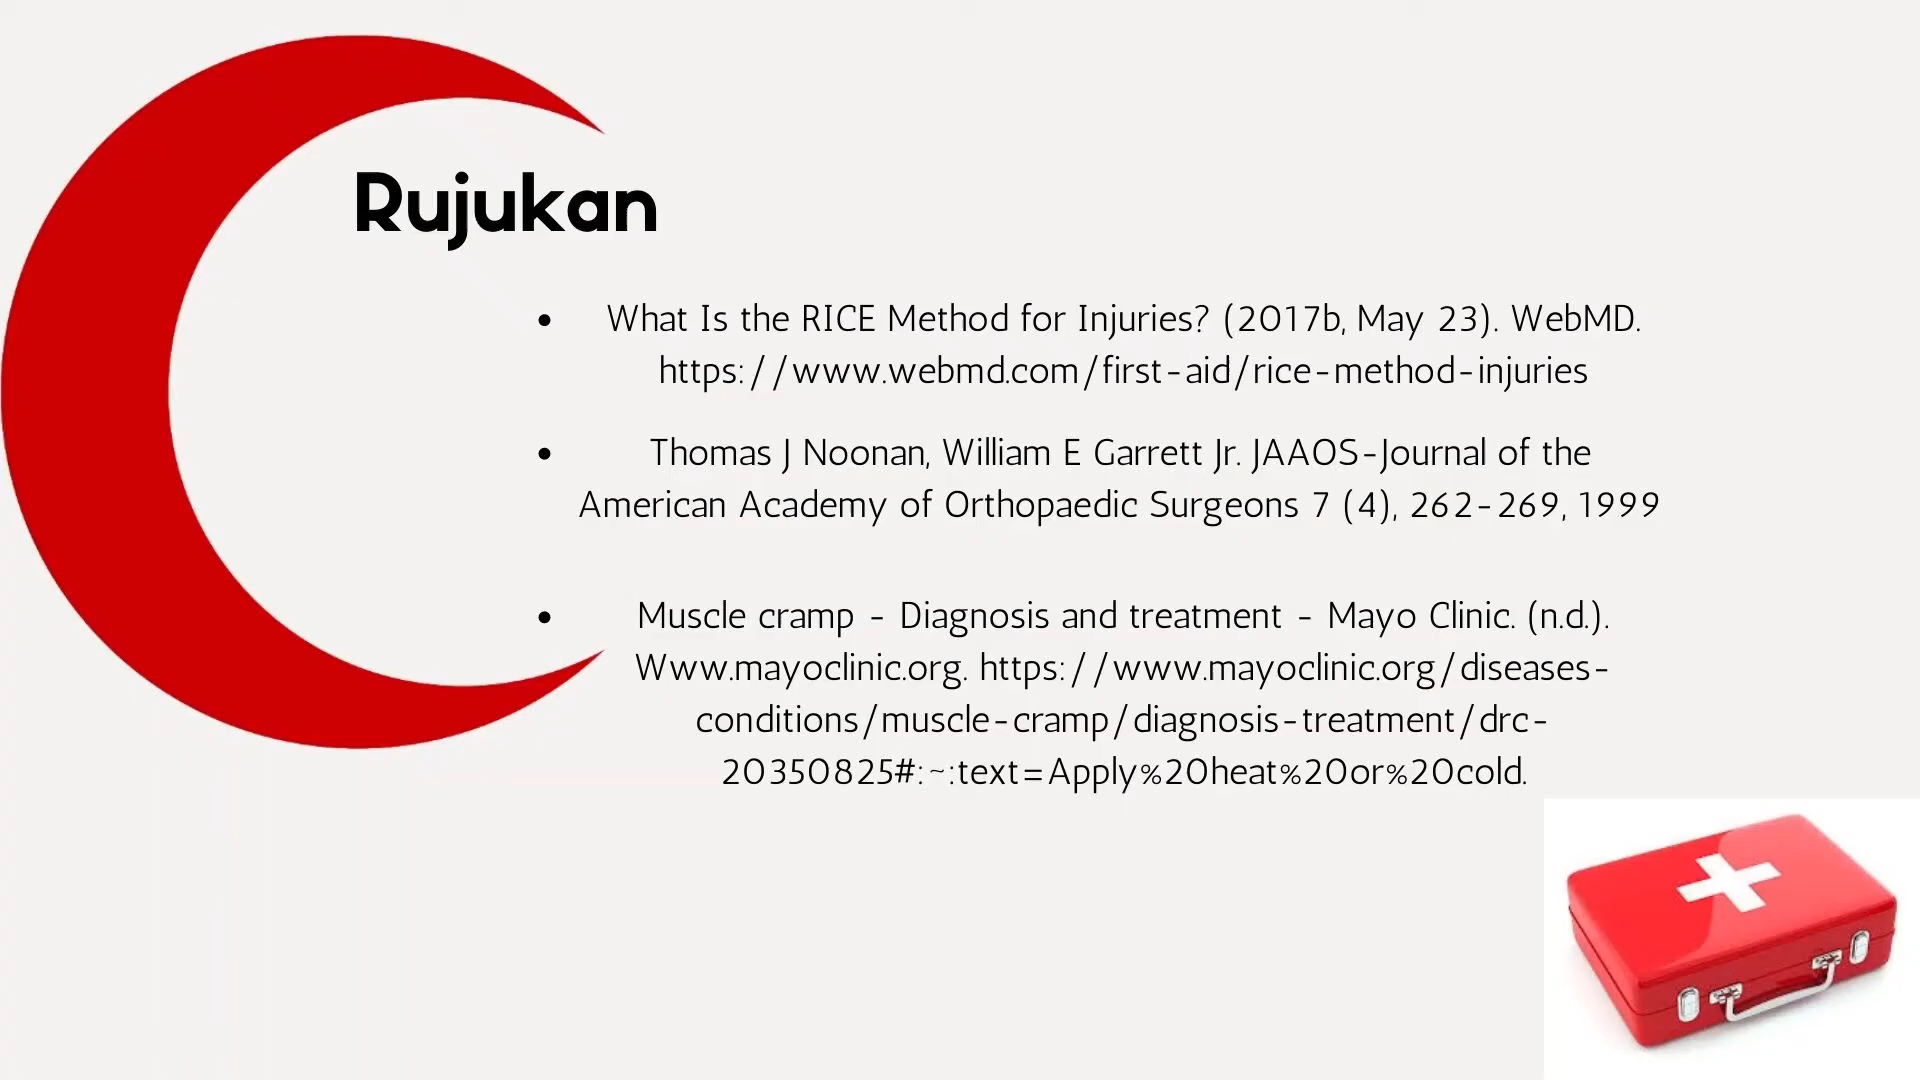 Rujukan
• What Is the RICE Method for Injuries? (2017b, May 23). WebMD.
https://www.webmd.com/first-aid/rice-method-injuries
• Thomas J Noonan, William E Garrett Jr. JAAOS-Journal of the
American Academy of Orthopaedic Surgeons 7 (4), 262-269, 1999
• Muscle cramp - Diagnosis and treatment - Mayo Clinic. (n.d.).
Www.mayoclinic.org. https://www.mayoclinic.org/diseases-
conditions/muscle-cramp/diagnosis-treatment/drc-
20350825#:~:text=Apply%20heat%20or%20cold.